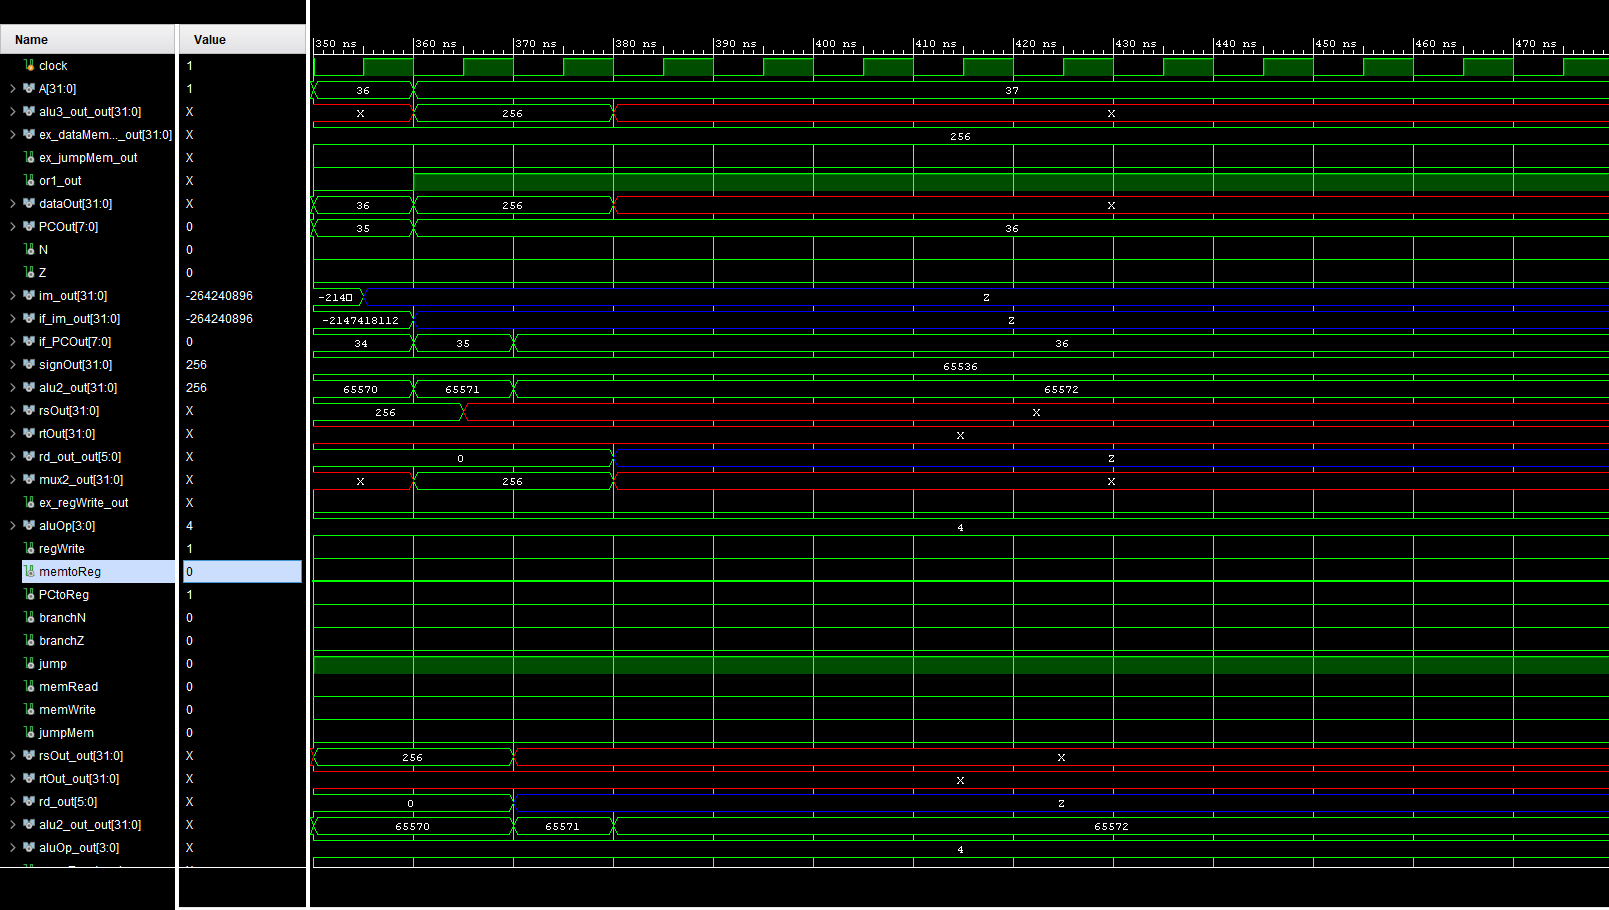 Name Value
350 ns 360 ns 370 ns 380 ns 390 ns 400 ns 410 ns 420 ns 430 ns 440 ns 450 ns 460 ns 470 ns
clock 1
A[31:0] 1 36 37
alu3_out_out[31:0] X X 256 X
ex_dataMem..._out[31:0] X 256
ex_jumpMem_out X
or1_out X
dataOut[31:0] X 36 256 X
PCOut[7:0] 0 35 36
N 0
Z 0
im_out[31:0] -264240896 -214 Z
if_im_out[31:0] -264240896 -2147418112 Z
if_PCOut[7:0] 0 34 35 36
signOut[31:0] 256 65536
alu2_out[31:0] 256 65570 65571 65572
rsOut[31:0] X 256 X
rtOut[31:0] X X
rd_out_out[5:0] X 0 Z
mux2_out[31:0] X X 256 X
ex_regWrite_out X
aluOp[3:0] 4 4
regWrite 1
memtoReg 0
PCtoReg 1
branchN 0
branchZ 0
jump 0
memRead 0
memWrite 0
jumpMem 0
rsOut_out[31:0] X 256 X
rtOut_out[31:0] X X
rd_out[5:0] X 0 Z
alu2_out_out[31:0] X 65570 65571 65572
aluOp_out[3:0] X 4